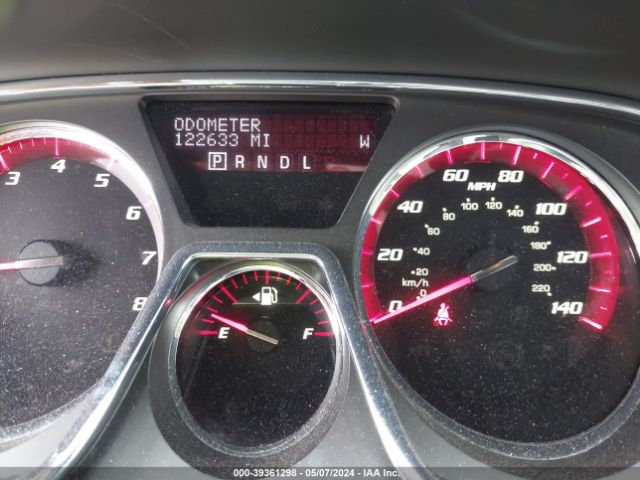 ODOMETER
122633 MI W
P R N D L
3 4 5 6 7 8
E F
0 20 40 60 80 100 120 140
MPH
0 20 40 60 80 100 120 140 160 180 200 220
km/h
000-39361298 - 05/07/2024 - IAA Inc.